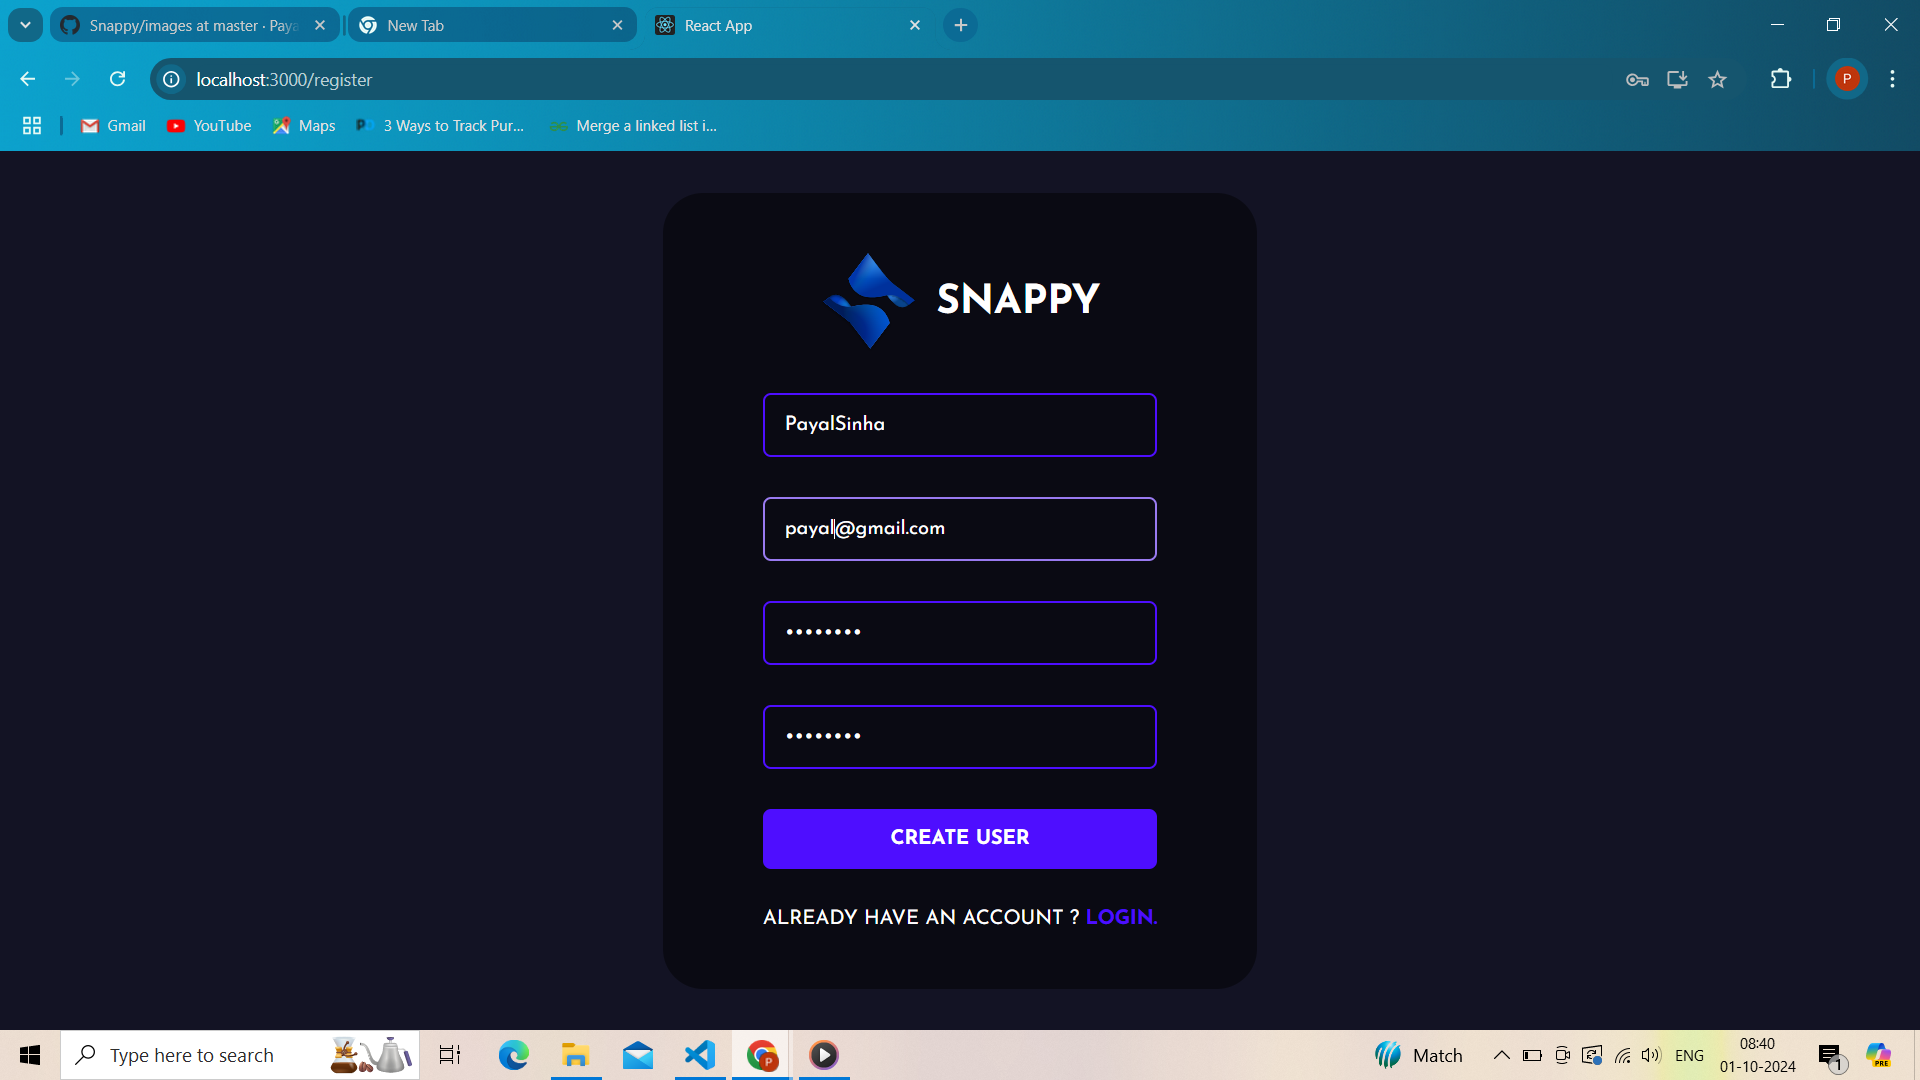 Snappy/images at master · Paya
New Tab
React App
localhost:3000/register
P
Gmail
YouTube
Maps
3 Ways to Track Pur...
Merge a linked list i...
SNAPPY
PayalSinha
payal@gmail.com
••••••••
••••••••
CREATE USER
ALREADY HAVE AN ACCOUNT ? LOGIN.
Type here to search
P
Match
ENG
08:40
01-10-2024
1
PRE